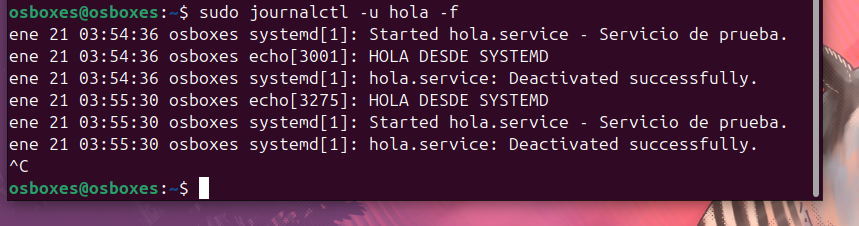 osboxes@osboxes:~$ sudo journalctl -u hola -f
ene 21 03:54:36 osboxes systemd[1]: Started hola.service - Servicio de prueba.
ene 21 03:54:36 osboxes echo[3001]: HOLA DESDE SYSTEMD
ene 21 03:54:36 osboxes systemd[1]: hola.service: Deactivated successfully.
ene 21 03:55:30 osboxes echo[3275]: HOLA DESDE SYSTEMD
ene 21 03:55:30 osboxes systemd[1]: Started hola.service - Servicio de prueba.
ene 21 03:55:30 osboxes systemd[1]: hola.service: Deactivated successfully.
^C
osboxes@osboxes:~$